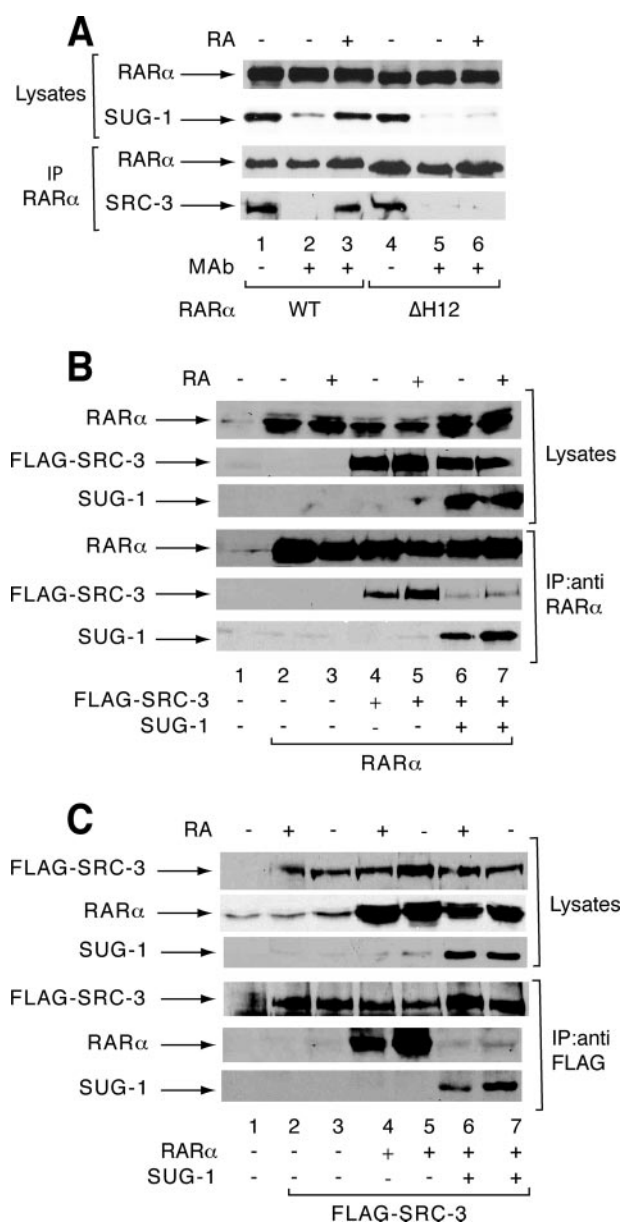 A
RA - - + - - +
Lysates
RARα
SUG-1
IP
RARα
RARα
SRC-3
1 2 3 4 5 6
MAb - + + - + +
RARα WT ΔH12
B
RA - - + - + - +
RARα
FLAG-SRC-3
SUG-1
Lysates
RARα
FLAG-SRC-3
SUG-1
IP:anti
RARα
1 2 3 4 5 6 7
FLAG-SRC-3 - - - + + + +
SUG-1 - - - - - + +
RARα
C
RA - + - + - + -
FLAG-SRC-3
RARα
SUG-1
Lysates
FLAG-SRC-3
RARα
SUG-1
IP:anti
FLAG
1 2 3 4 5 6 7
RARα - - - + + + +
SUG-1 - - - - - + +
FLAG-SRC-3